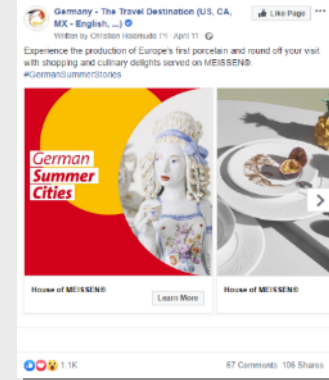 Germany - The Travel Destination (US, CA,
MX - English, ...)
Like Page
Written by Christian Halemuda [?] · April 11 ·
Experience the production of Europe's first porcelain and round off your visit
with shopping and culinary delights served on MEISSEN®.
#GermanSummerStories
German
Summer
Cities
House of MEISSEN®
Learn More
House of MEISSEN®
1.1K
57 Comments 106 Shares